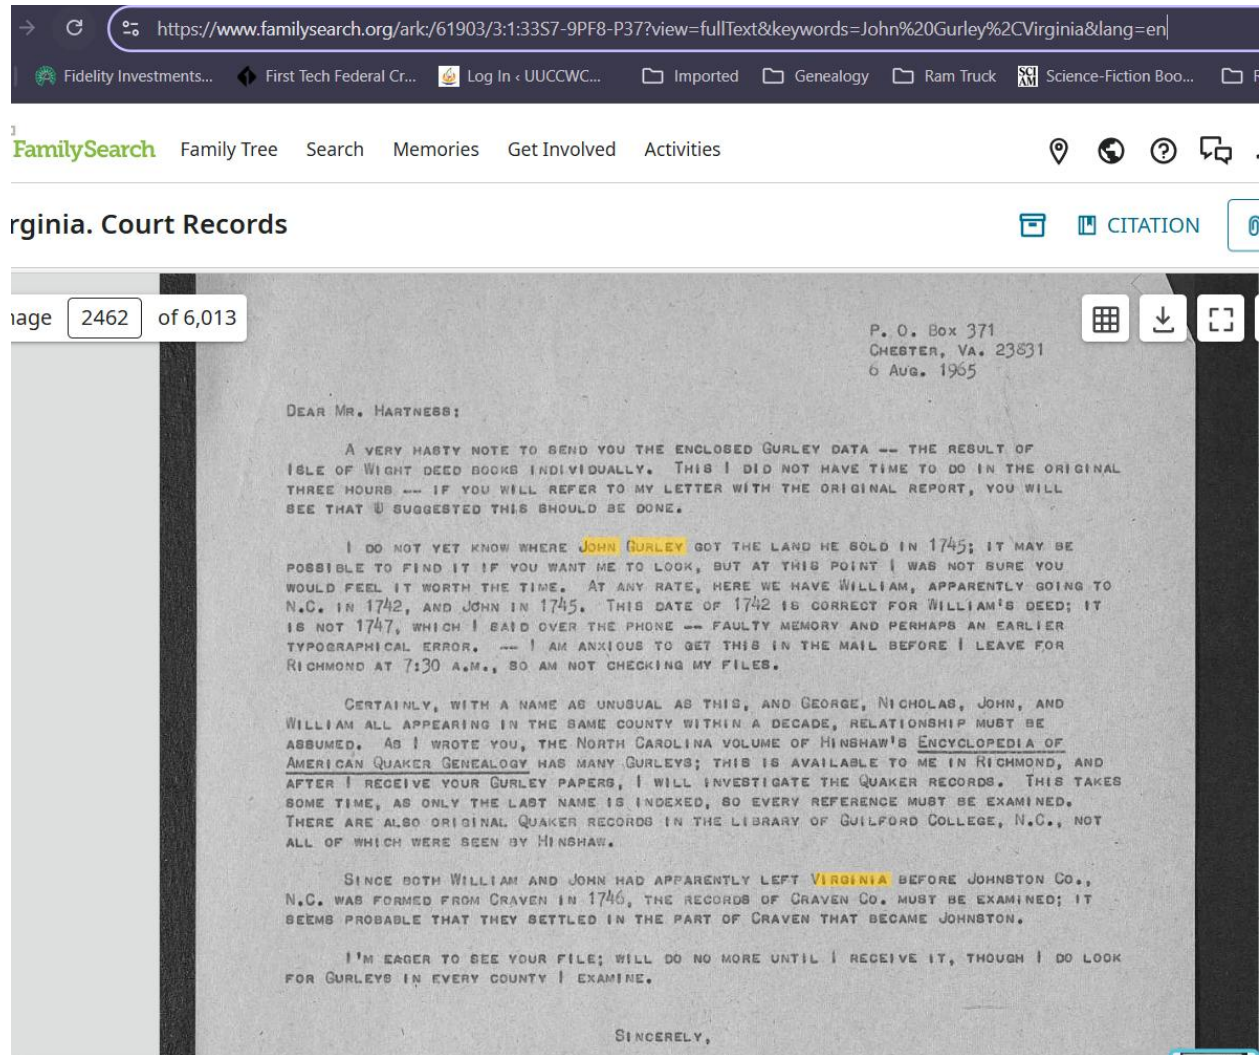 https://www.familysearch.org/ark:/61903/3:1:33S7-9PF8-P37?view=fullText&keywords=John%20Gurley%2CVirginia&lang=en
Fidelity Investments... First Tech Federal Cr... Log In ‹ UUCCWC... Imported Genealogy Ram Truck SCI AM Science-Fiction Boo...
FamilySearch Family Tree Search Memories Get Involved Activities
rginia. Court Records CITATION
nage 2462 of 6,013
P. O. Box 371
CHESTER, VA. 23831
6 AUG. 1965
DEAR MR. HARTNESS:
A VERY HASTY NOTE TO SEND YOU THE ENCLOSED GURLEY DATA -- THE RESULT OF
ISLE OF WIGHT DEED BOOKS INDIVIDUALLY. THIS I DID NOT HAVE TIME TO DO IN THE ORIGINAL
THREE HOURS -- IF YOU WILL REFER TO MY LETTER WITH THE ORIGINAL REPORT, YOU WILL
SEE THAT I SUGGESTED THIS SHOULD BE DONE.
I DO NOT YET KNOW WHERE JOHN GURLEY GOT THE LAND HE SOLD IN 1745; IT MAY BE
POSSIBLE TO FIND IT IF YOU WANT ME TO LOOK, BUT AT THIS POINT I WAS NOT SURE YOU
WOULD FEEL IT WORTH THE TIME. AT ANY RATE, HERE WE HAVE WILLIAM, APPARENTLY GOING TO
N.C. IN 1742, AND JOHN IN 1745. THIS DATE OF 1742 IS CORRECT FOR WILLIAM'S DEED; IT
IS NOT 1747, WHICH I SAID OVER THE PHONE -- FAULTY MEMORY AND PERHAPS AN EARLIER
TYPOGRAPHICAL ERROR. -- I AM ANXIOUS TO GET THIS IN THE MAIL BEFORE I LEAVE FOR
RICHMOND AT 7:30 A.M., SO AM NOT CHECKING MY FILES.
CERTAINLY, WITH A NAME AS UNUSUAL AS THIS, AND GEORGE, NICHOLAS, JOHN, AND
WILLIAM ALL APPEARING IN THE SAME COUNTY WITHIN A DECADE, RELATIONSHIP MUST BE
ASSUMED. AS I WROTE YOU, THE NORTH CAROLINA VOLUME OF HINSHAW'S ENCYCLOPEDIA OF
AMERICAN QUAKER GENEALOGY HAS MANY GURLEYS; THIS IS AVAILABLE TO ME IN RICHMOND, AND
AFTER I RECEIVE YOUR GURLEY PAPERS, I WILL INVESTIGATE THE QUAKER RECORDS. THIS TAKES
SOME TIME, AS ONLY THE LAST NAME IS INDEXED, SO EVERY REFERENCE MUST BE EXAMINED.
THERE ARE ALSO ORIGINAL QUAKER RECORDS IN THE LIBRARY OF GUILFORD COLLEGE, N.C., NOT
ALL OF WHICH WERE SEEN BY HINSHAW.
SINCE BOTH WILLIAM AND JOHN HAD APPARENTLY LEFT VIRGINIA BEFORE JOHNSTON CO.,
N.C. WAS FORMED FROM CRAVEN IN 1746, THE RECORDS OF CRAVEN CO. MUST BE EXAMINED; IT
SEEMS PROBABLE THAT THEY SETTLED IN THE PART OF CRAVEN THAT BECAME JOHNSTON.
I'M EAGER TO SEE YOUR FILE; WILL DO NO MORE UNTIL I RECEIVE IT, THOUGH I DO LOOK
FOR GURLEYS IN EVERY COUNTY I EXAMINE.
SINCERELY,